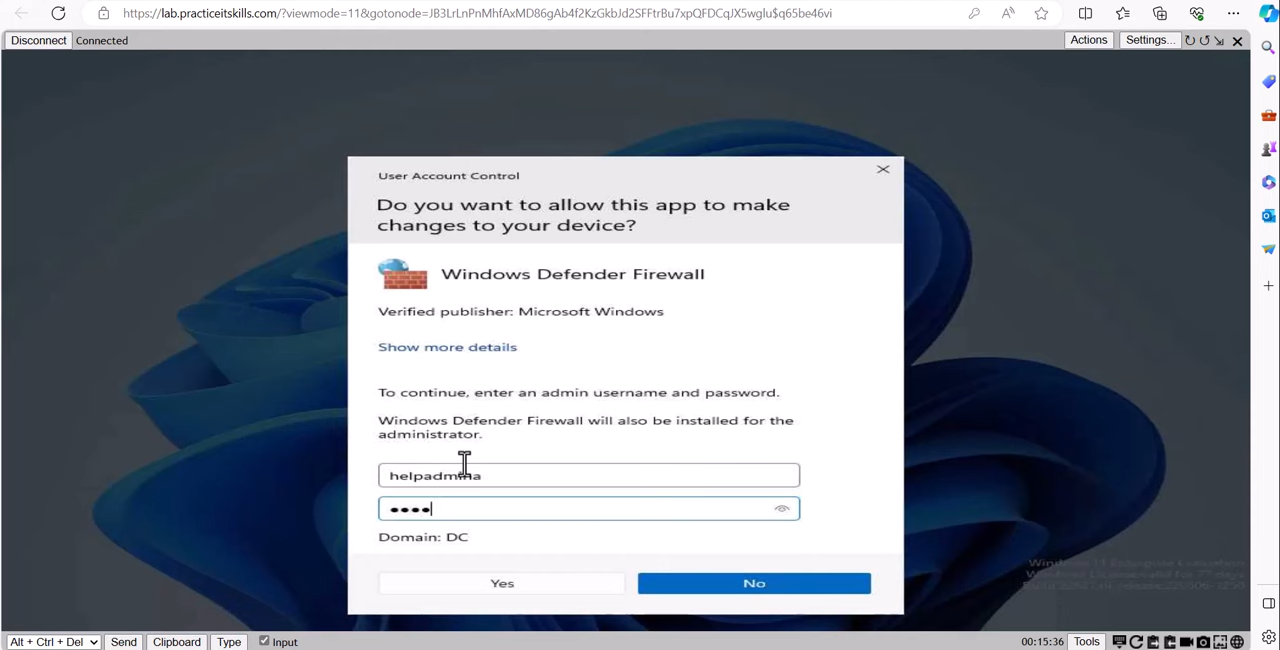 https://lab.practiceitskills.com/?viewmode=11&gotonode=JB3LrLnPnMhfAxMD86gAb4f2KzGkbJd2SFFtrBu7xpQFDCqJX5wglu$q65be46vi
Disconnect Connected Actions Settings...
User Account Control
Do you want to allow this app to make
changes to your device?
Windows Defender Firewall
Verified publisher: Microsoft Windows
Show more details
To continue, enter an admin username and password.
Windows Defender Firewall will also be installed for the
administrator.
helpadmina
Domain: DC
Yes No
Alt + Ctrl + Del Send Clipboard Type Input 00:15:36 Tools